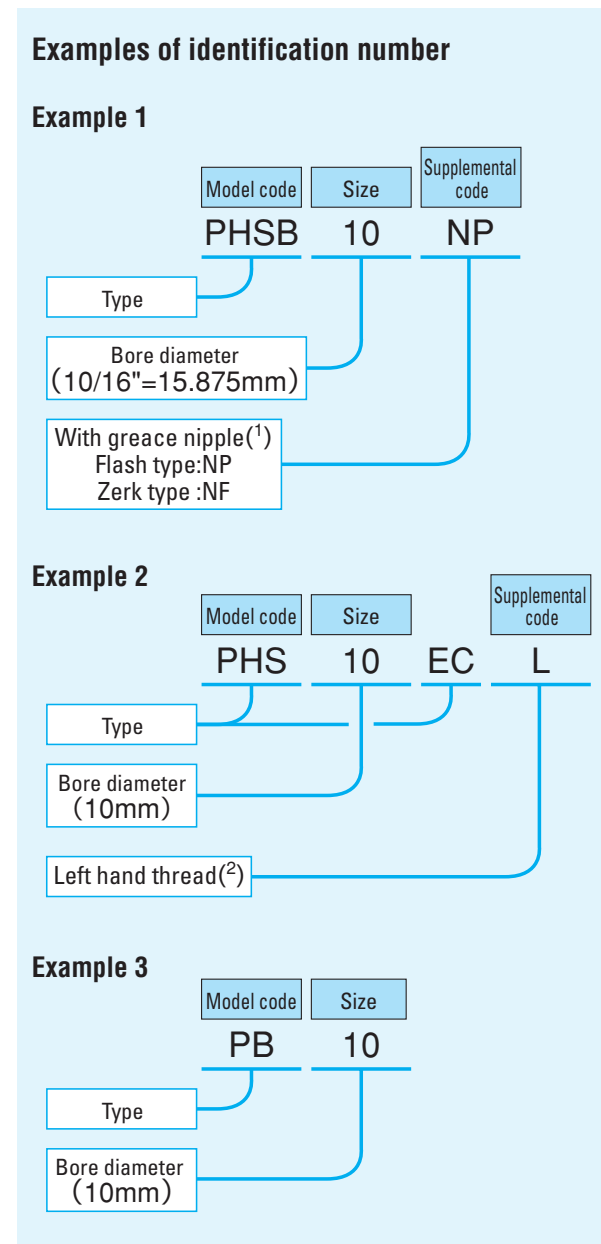 Examples of identification number
Example 1
Model code Size Supplemental code
PHSB 10 NP
Type
Bore diameter
(10/16"=15.875mm)
With greace nipple(¹)
Flash type:NP
Zerk type :NF
Example 2
Model code Size Supplemental code
PHS 10 EC L
Type
Bore diameter
(10mm)
Left hand thread(²)
Example 3
Model code Size
PB 10
Type
Bore diameter
(10mm)